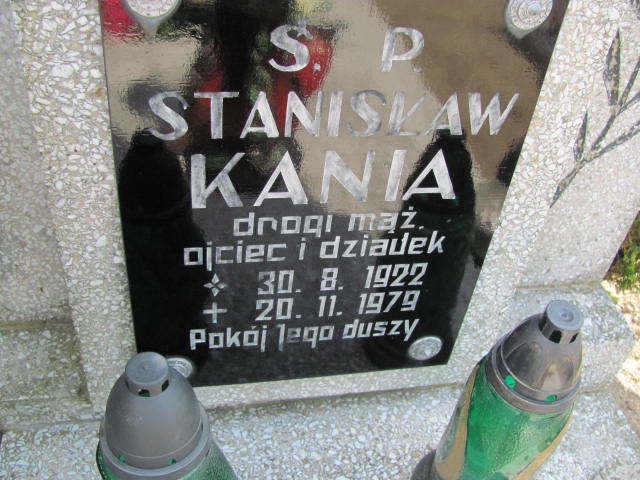 Ś. P.
STANISŁAW
KANIA
drogi mąż,
ojciec i dziadek
30. 8. 1922
+ 20. 11. 1979
Pokój Jego duszy